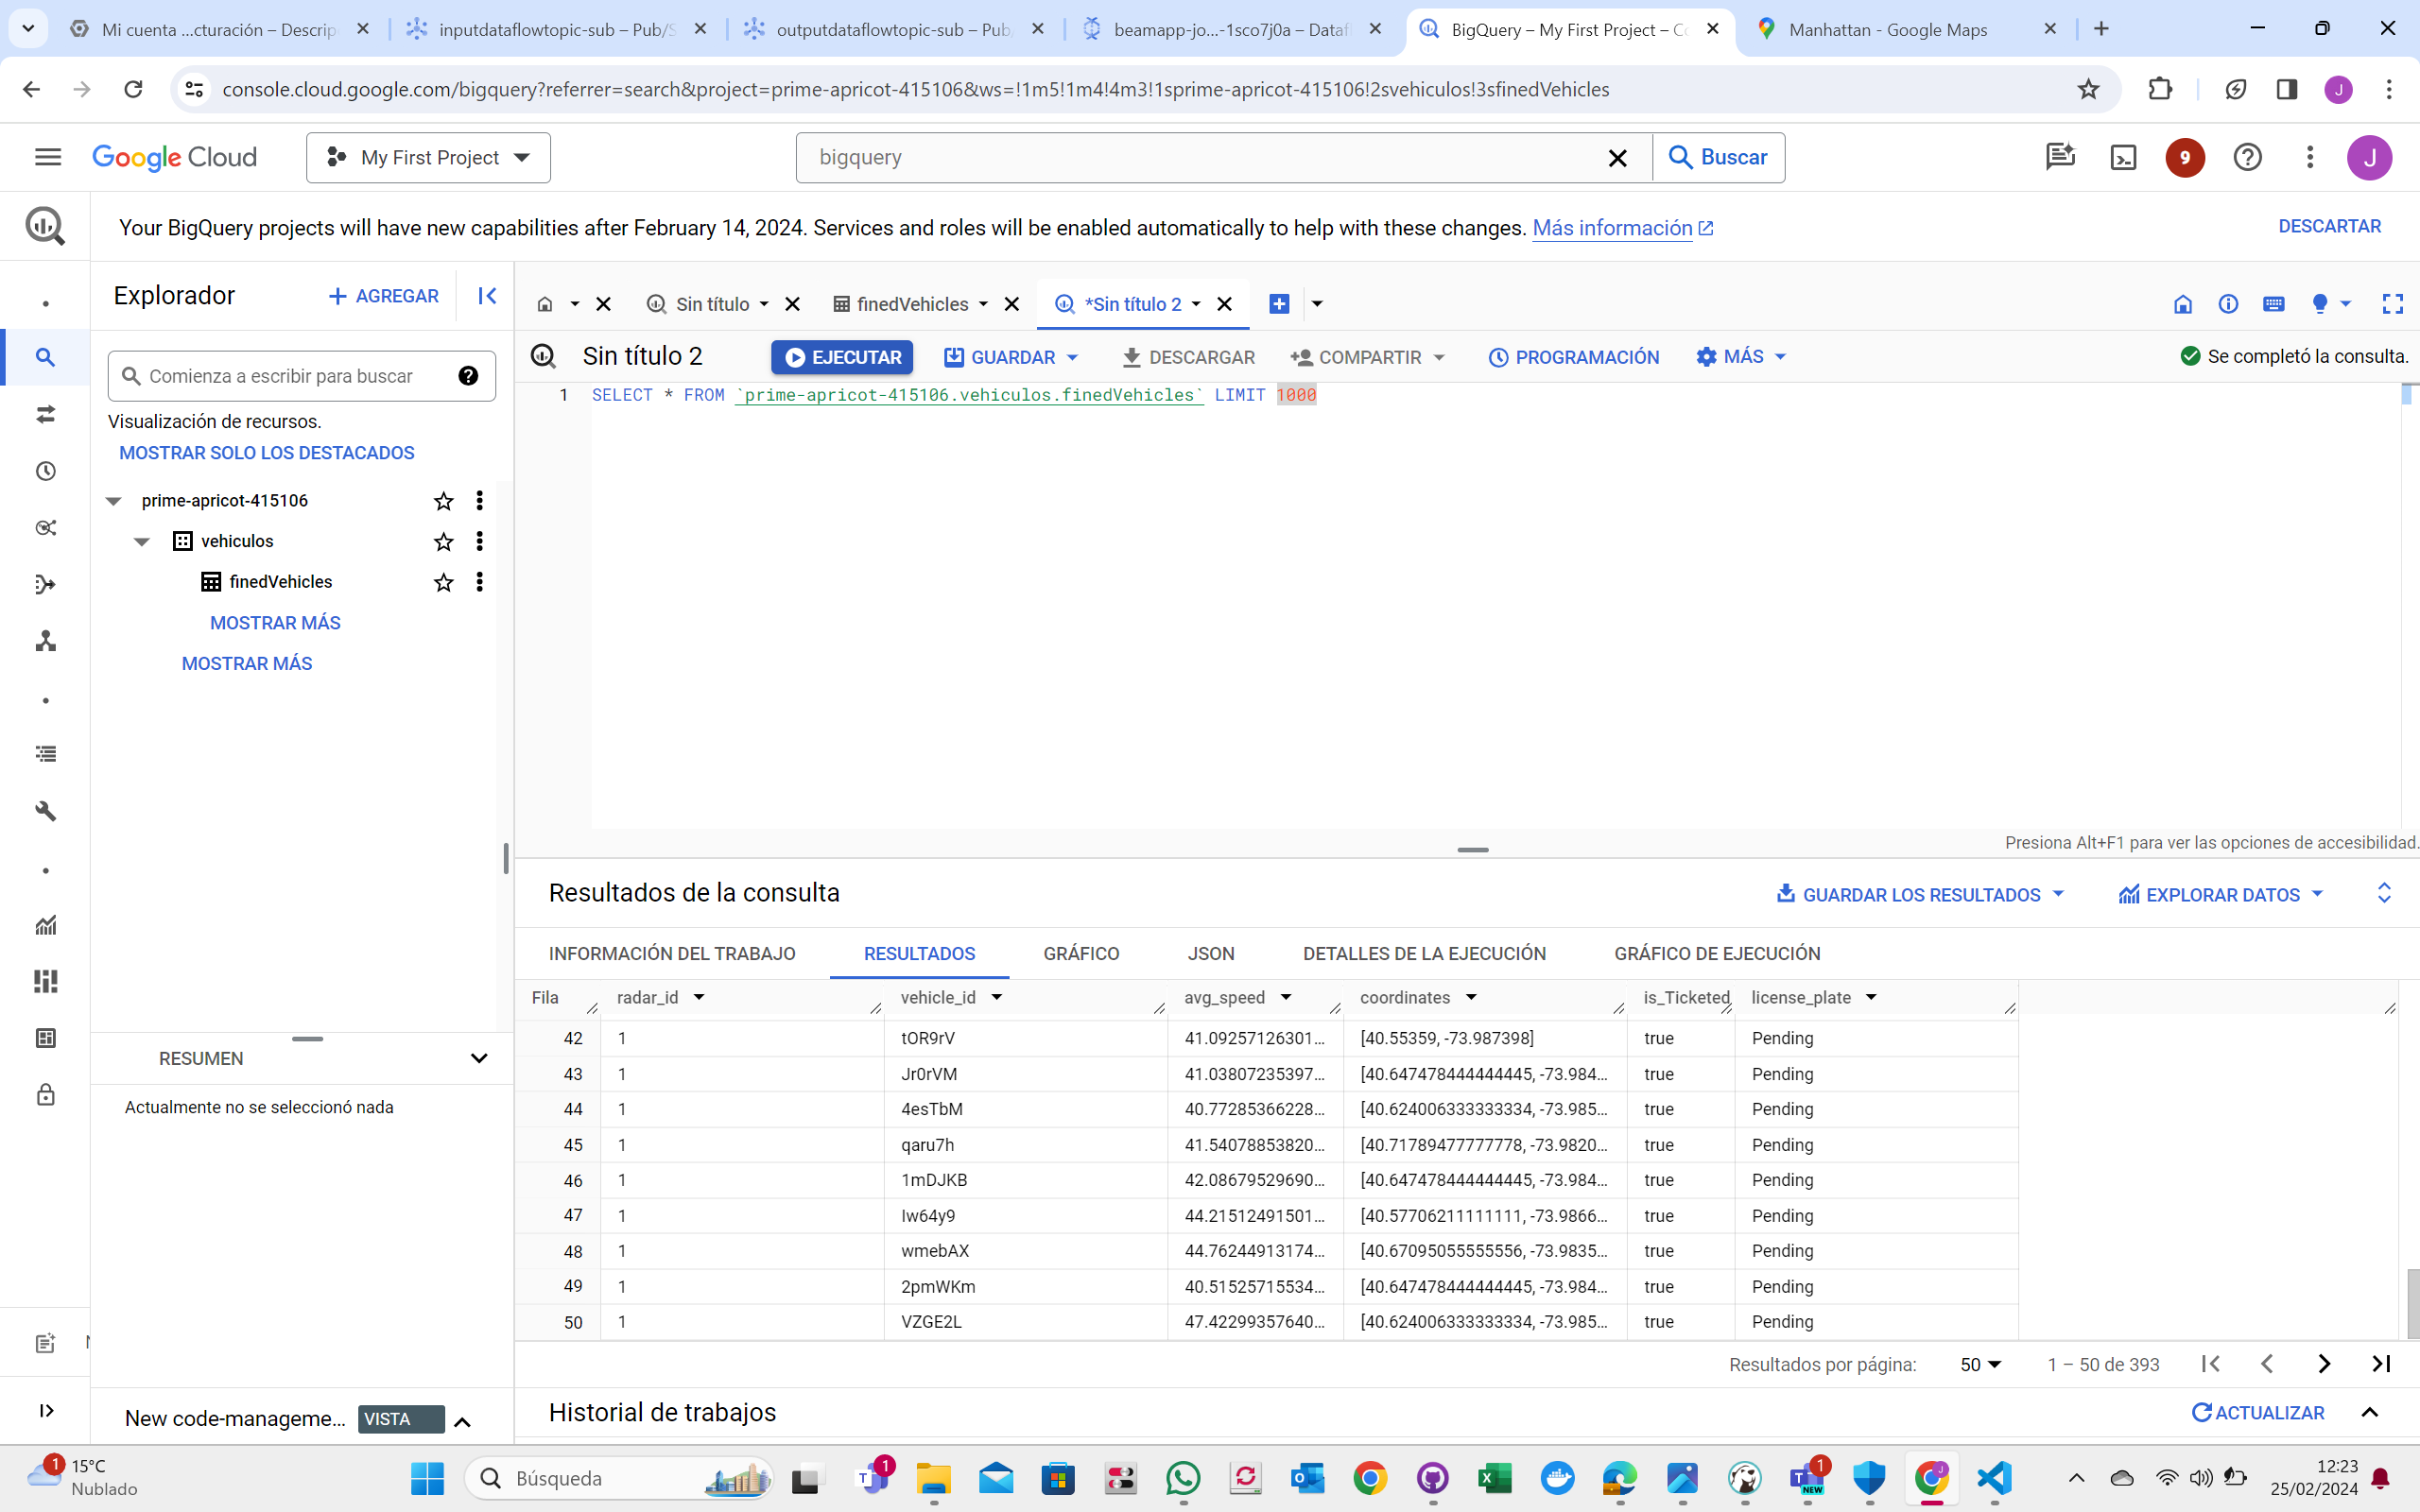 Mi cuenta ...cturación – Descrip
inputdataflowtopic-sub – Pub/S
outputdataflowtopic-sub – Pub/
beamapp-jo...-1sco7j0a – Dataf
BigQuery – My First Project – Co
Manhattan - Google Maps
console.cloud.google.com/bigquery?referrer=search&project=prime-apricot-415106&ws=!1m5!1m4!4m3!1sprime-apricot-415106!2svehiculos!3sfinedVehicles
J
Google Cloud
My First Project
bigquery
Buscar
9
J
Your BigQuery projects will have new capabilities after February 14, 2024. Services and roles will be enabled automatically to help with these changes. Más información
DESCARTAR
Explorador
AGREGAR
Sin título
finedVehicles
*Sin título 2
Sin título 2
EJECUTAR
GUARDAR
DESCARGAR
COMPARTIR
PROGRAMACIÓN
MÁS
Se completó la consulta.
Comienza a escribir para buscar
Visualización de recursos.
MOSTRAR SOLO LOS DESTACADOS
prime-apricot-415106
vehiculos
finedVehicles
MOSTRAR MÁS
MOSTRAR MÁS
1 SELECT * FROM `prime-apricot-415106.vehiculos.finedVehicles` LIMIT 1000
Presiona Alt+F1 para ver las opciones de accesibilidad.
Resultados de la consulta
GUARDAR LOS RESULTADOS
EXPLORAR DATOS
INFORMACIÓN DEL TRABAJO RESULTADOS GRÁFICO JSON DETALLES DE LA EJECUCIÓN GRÁFICO DE EJECUCIÓN
Fila radar_id vehicle_id avg_speed coordinates is_Ticketed license_plate
42 1 tOR9rV 41.09257126301... [40.55359, -73.987398] true Pending
43 1 Jr0rVM 41.03807235397... [40.647478444444445, -73.984... true Pending
44 1 4esTbM 40.77285366228... [40.624006333333334, -73.985... true Pending
45 1 qaru7h 41.54078853820... [40.71789477777778, -73.9820... true Pending
46 1 1mDJKB 42.08679529690... [40.647478444444445, -73.984... true Pending
47 1 Iw64y9 44.21512491501... [40.57706211111111, -73.9866... true Pending
48 1 wmebAX 44.76244913174... [40.67095055555556, -73.9835... true Pending
49 1 2pmWKm 40.51525715534... [40.647478444444445, -73.984... true Pending
50 1 VZGE2L 47.42299357640... [40.624006333333334, -73.985... true Pending
RESUMEN
Actualmente no se seleccionó nada
Resultados por página: 50 1 – 50 de 393
New code-manageme... VISTA
Historial de trabajos
ACTUALIZAR
1
15°C
Nublado
Búsqueda
1
1
NEW
12:23
25/02/2024